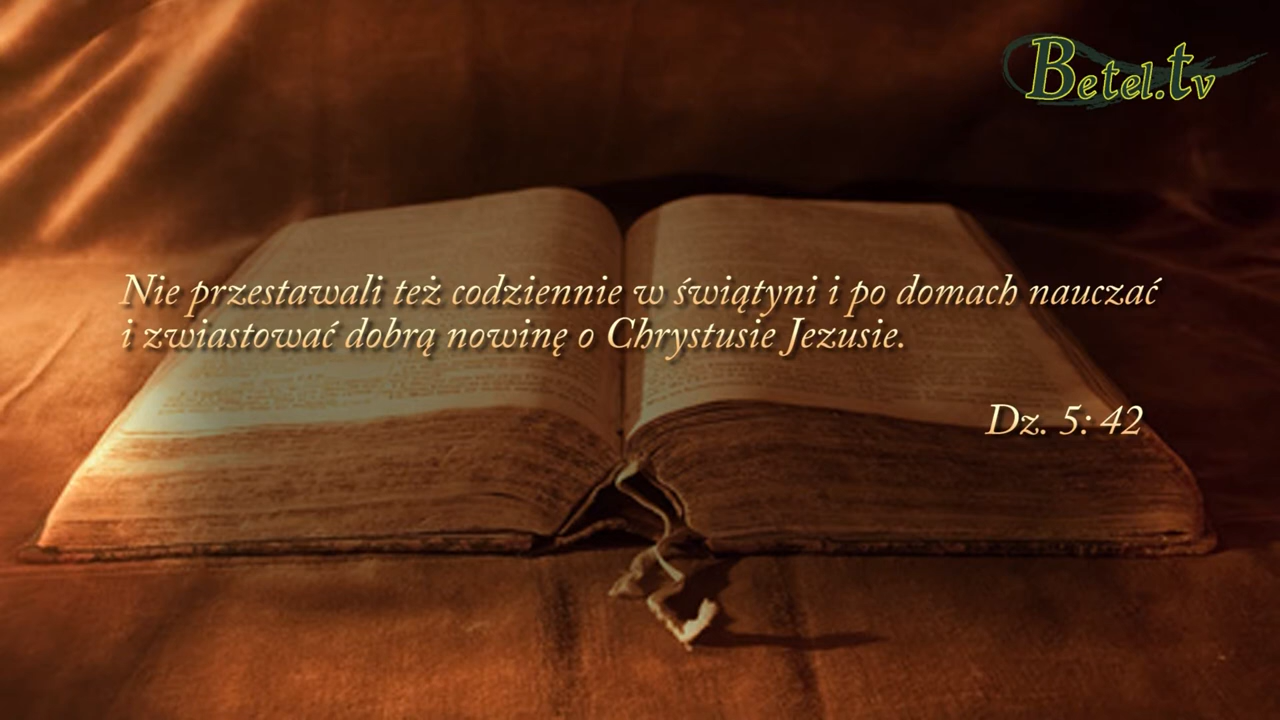 Betel.tv
Nie przestawali też codziennie w świątyni i po domach nauczać
i zwiastować dobrą nowinę o Chrystusie Jezusie.
Dz. 5: 42